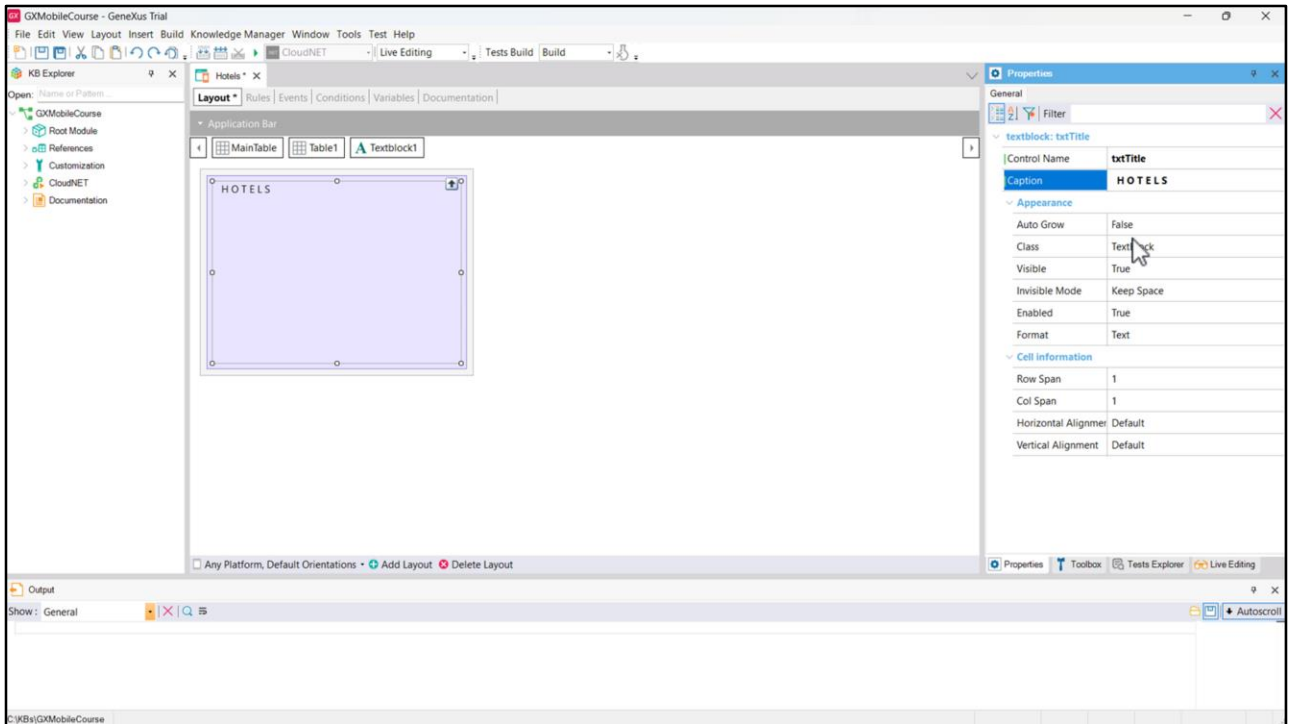 GXMobileCourse - GeneXus Trial
File Edit View Layout Insert Build Knowledge Manager Window Tools Test Help
CloudNET Live Editing Tests Build Build
KB Explorer
Open: Name or Pattern...
GXMobileCourse
Root Module
References
Customization
CloudNET
Documentation
Hotels *
Layout * Rules Events Conditions Variables Documentation
Application Bar
MainTable Table1 Textblock1
HOTELS
Any Platform, Default Orientations Add Layout Delete Layout
Properties
General
Filter
textblock: txtTitle
Control Name txtTitle
Caption HOTELS
Appearance
Auto Grow False
Class
Visible True
Invisible Mode Keep Space
Enabled True
Format Text
Cell information
Row Span 1
Col Span 1
Horizontal Alignmer Default
Vertical Alignment Default
Properties Toolbox Tests Explorer Live Editing
Output
Show: General
Autoscroll
C:\KBs\GXMobileCourse